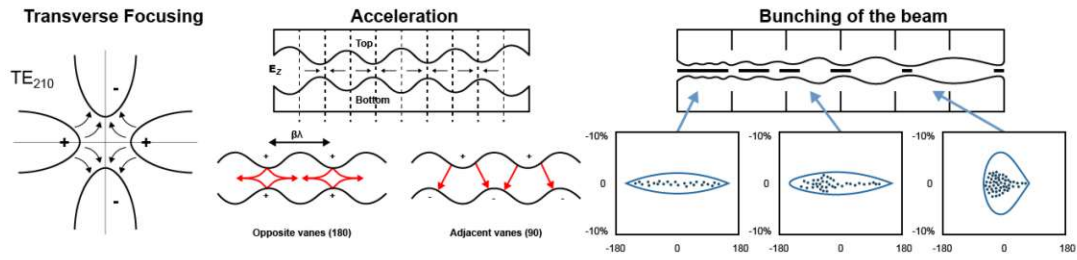 Transverse Focusing
TE210
-
+ +
-
Acceleration
Top
Ez
Bottom
βλ
+ +
+ +
Opposite vanes (180)
+ +
- - -
Adjacent vanes (90)
Bunching of the beam
-10%
0
-10%
-180 0 180
-10%
0
-10%
-180 0 180
-10%
0
-10%
-180 0 180